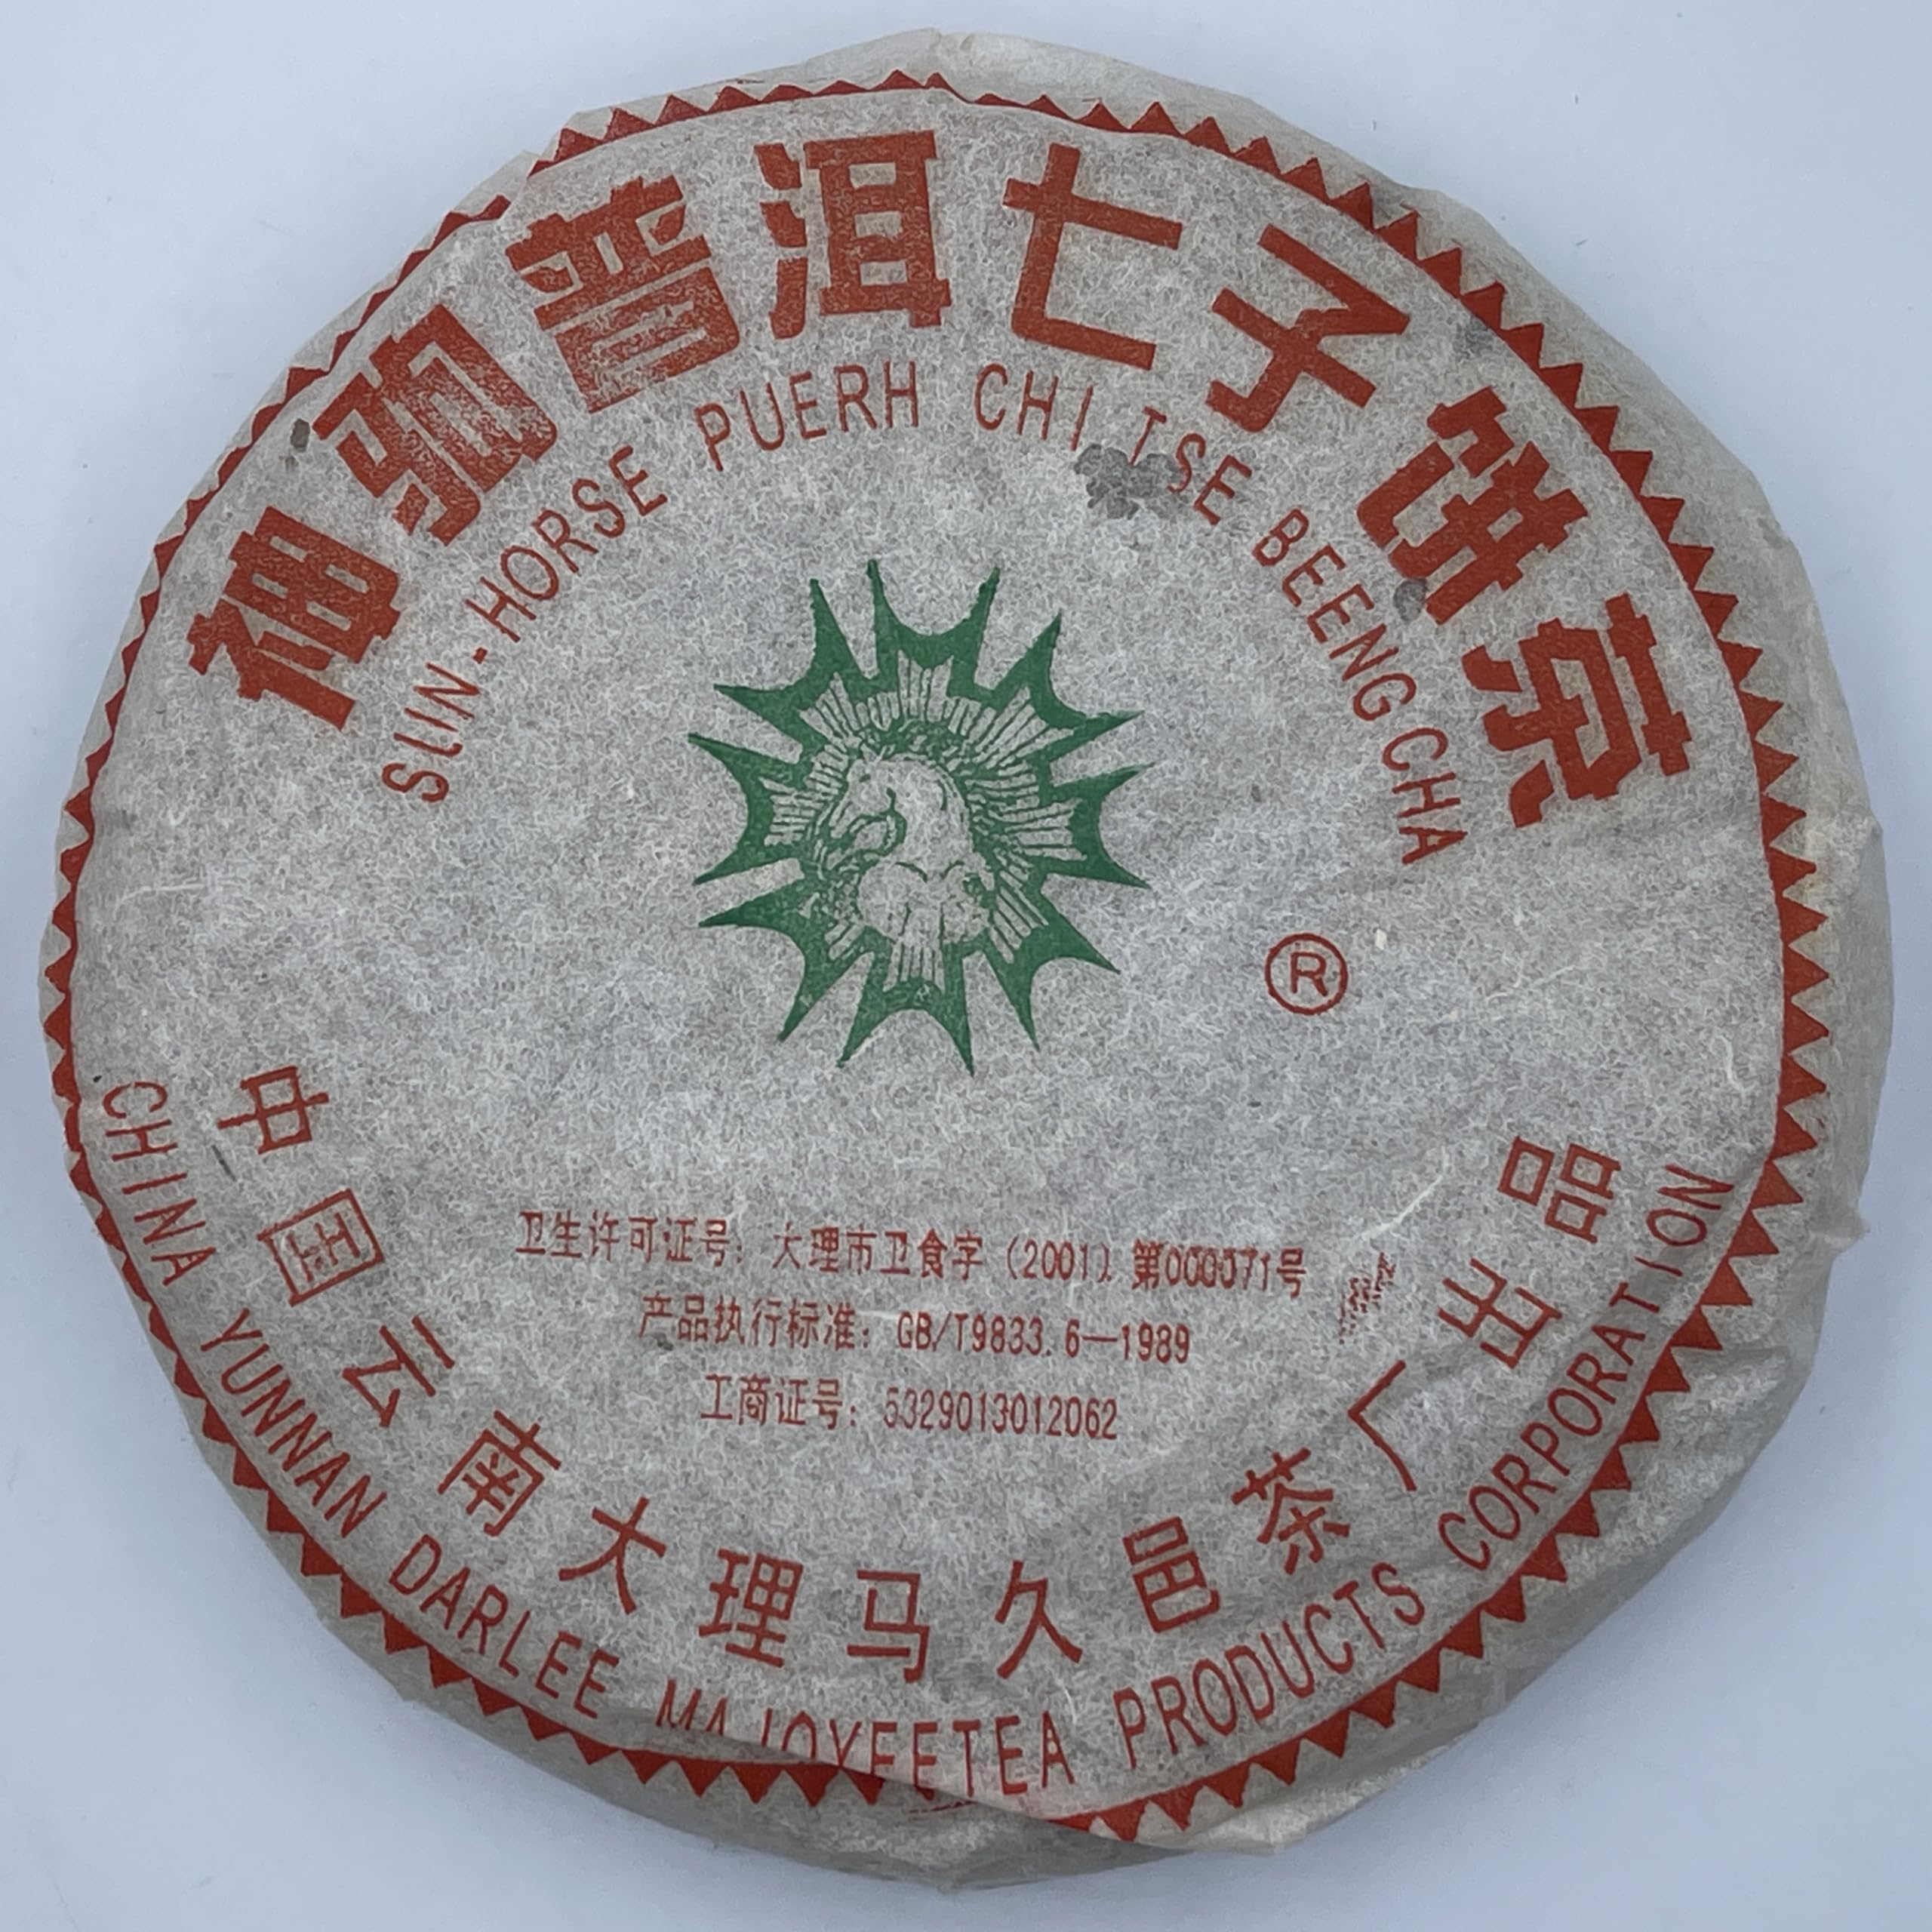 神驹普洱七子饼茶
SUN-HORSE PUERH CHI TSE BEENG CHA
®
卫生许可证号：大理市卫食字（2001）第000071号
产品执行标准：GB/T9833.6—1989
工商证号：5329013012062
中国云南大理马久邑茶厂出品
CHINA YUNNAN DARLEE MAJOYEETEA PRODUCTS CORPORATION